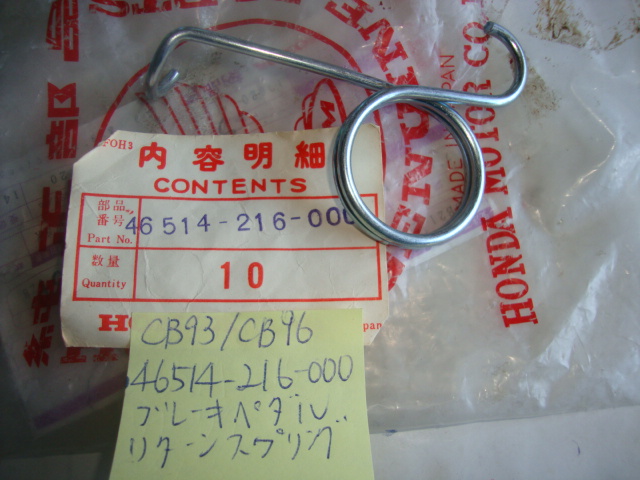 内容明細
CONTENTS
部品
番号
Part No.
46514-216-000
数量
Quantity
10
CB93/CB96
46514-216-000
ブレーキペダル
リターンスプリング
HONDA MOTOR CO
MADE IN JAPAN